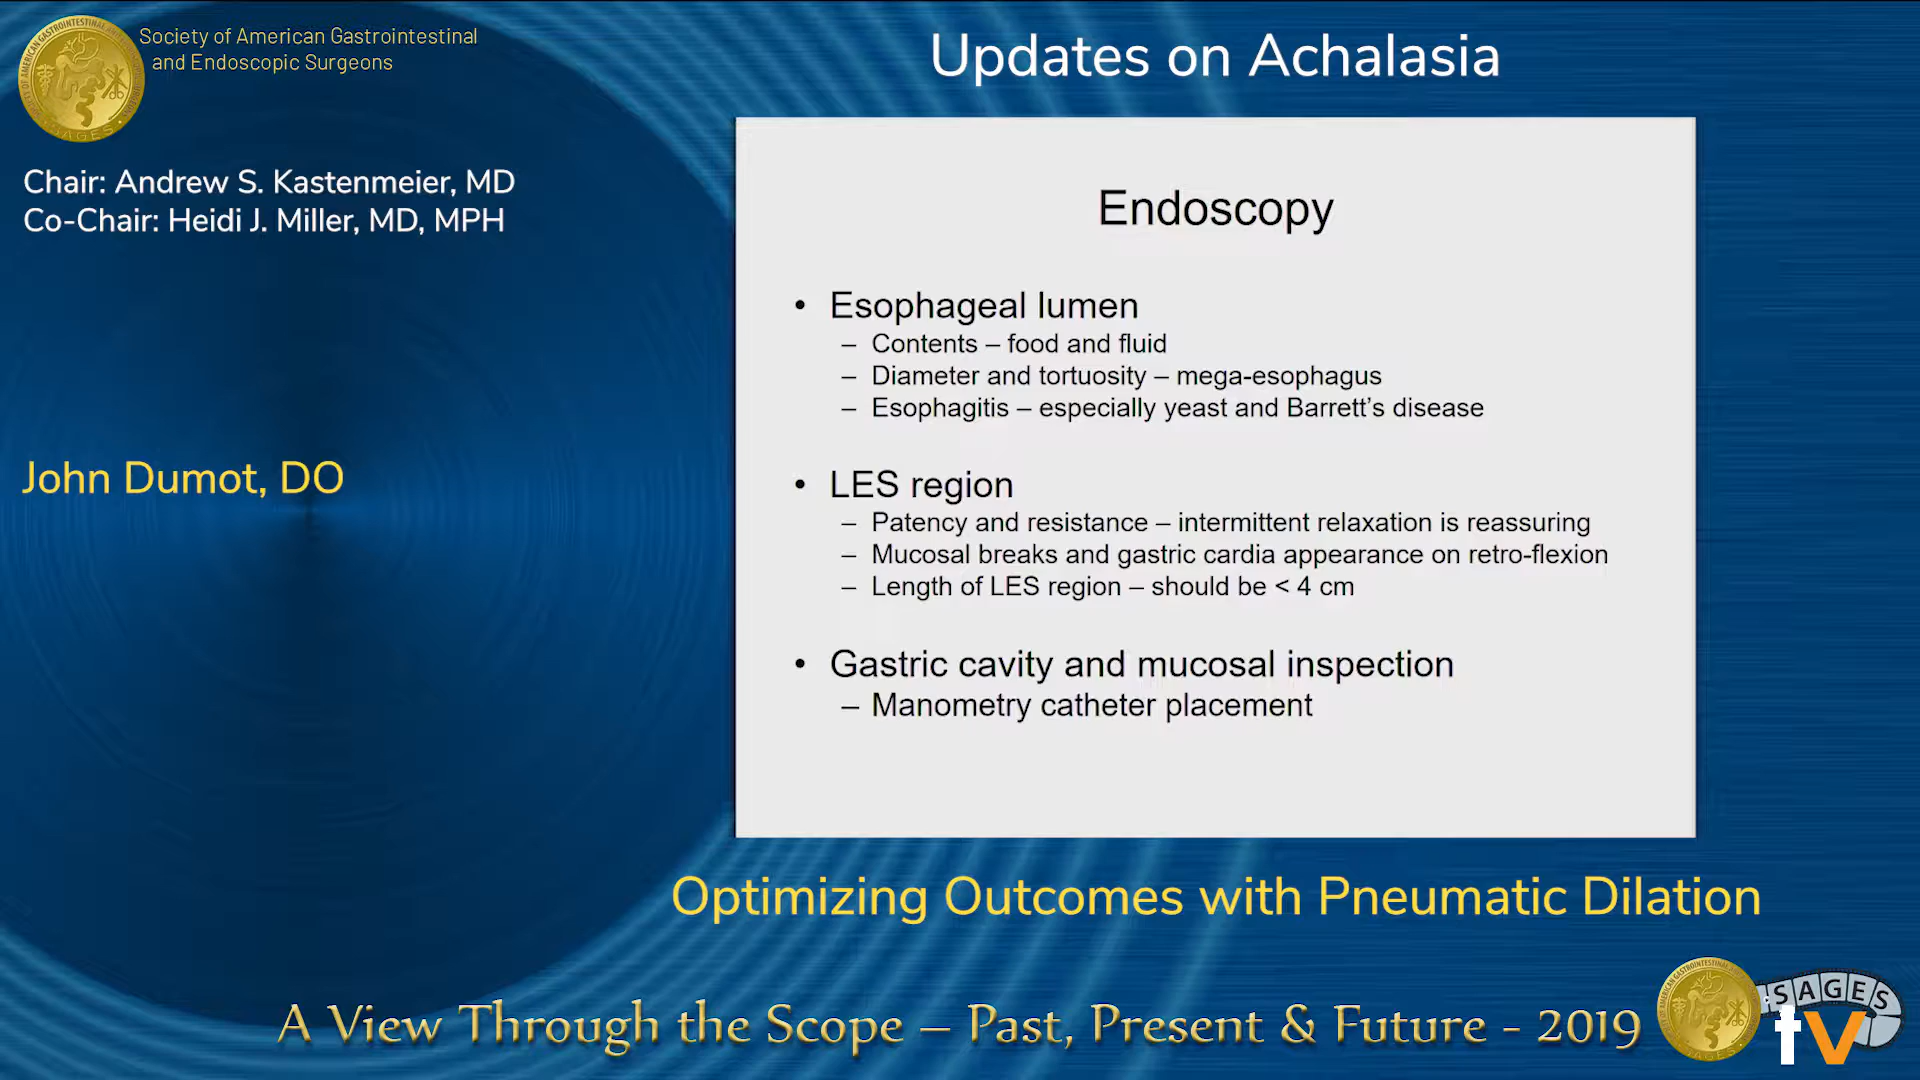 Society of American Gastrointestinal
and Endoscopic Surgeons
Updates on Achalasia
Chair: Andrew S. Kastenmeier, MD
Co-Chair: Heidi J. Miller, MD, MPH
John Dumot, DO
Endoscopy
• Esophageal lumen
– Contents – food and fluid
– Diameter and tortuosity – mega-esophagus
– Esophagitis – especially yeast and Barrett's disease
• LES region
– Patency and resistance – intermittent relaxation is reassuring
– Mucosal breaks and gastric cardia appearance on retro-flexion
– Length of LES region – should be < 4 cm
• Gastric cavity and mucosal inspection
– Manometry catheter placement
Optimizing Outcomes with Pneumatic Dilation
A View Through the Scope – Past, Present & Future - 2019
SAGES
tv